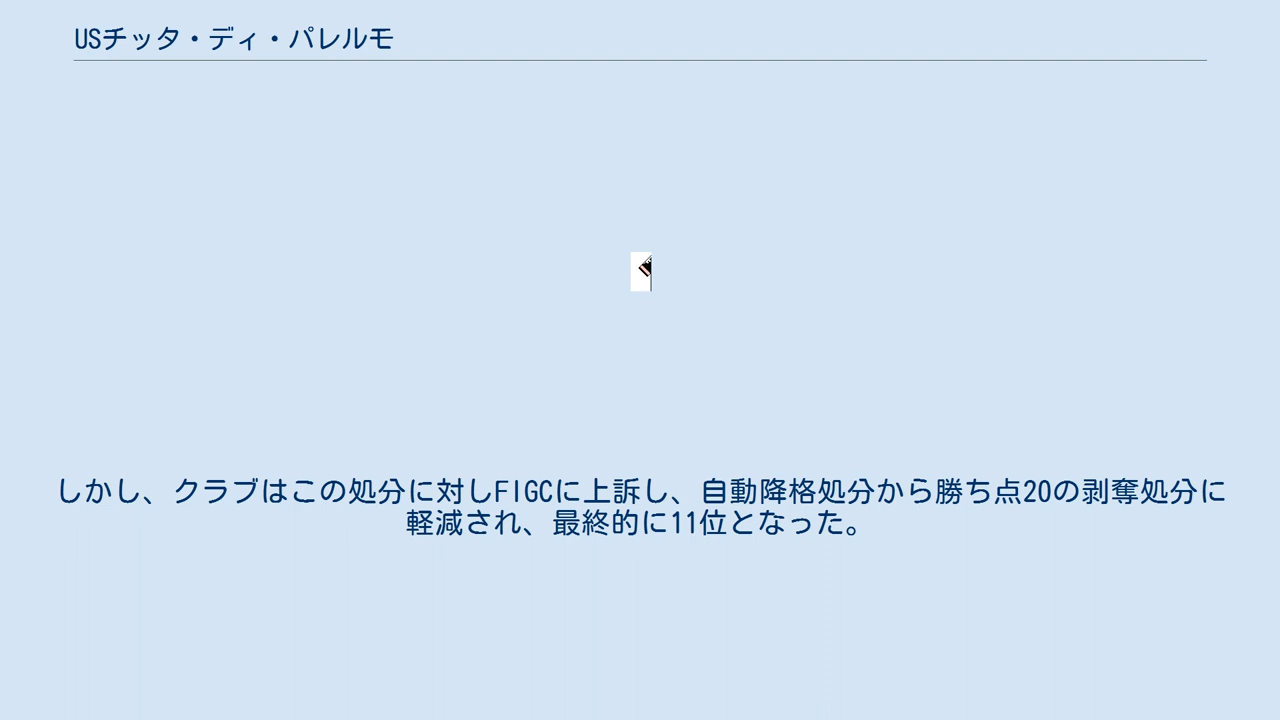 USチッタ・ディ・パレルモ
しかし、クラブはこの処分に対しFIGCに上訴し、自動降格処分から勝ち点20の剥奪処分に
軽減され、最終的に11位となった。